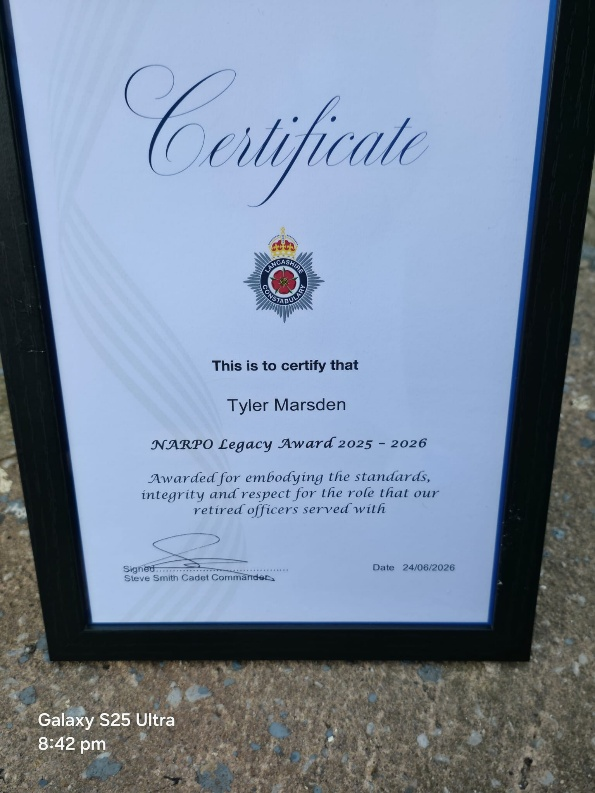 Certificate
LANCASHIRE
CONSTABULARY
This is to certify that
Tyler Marsden
NARPO Legacy Award 2025 – 2026
Awarded for embodying the standards,
integrity and respect for the role that our
retired officers served with
Signed
Date 24/06/2026
Steve Smith Cadet Commander
Galaxy S25 Ultra
8:42 pm